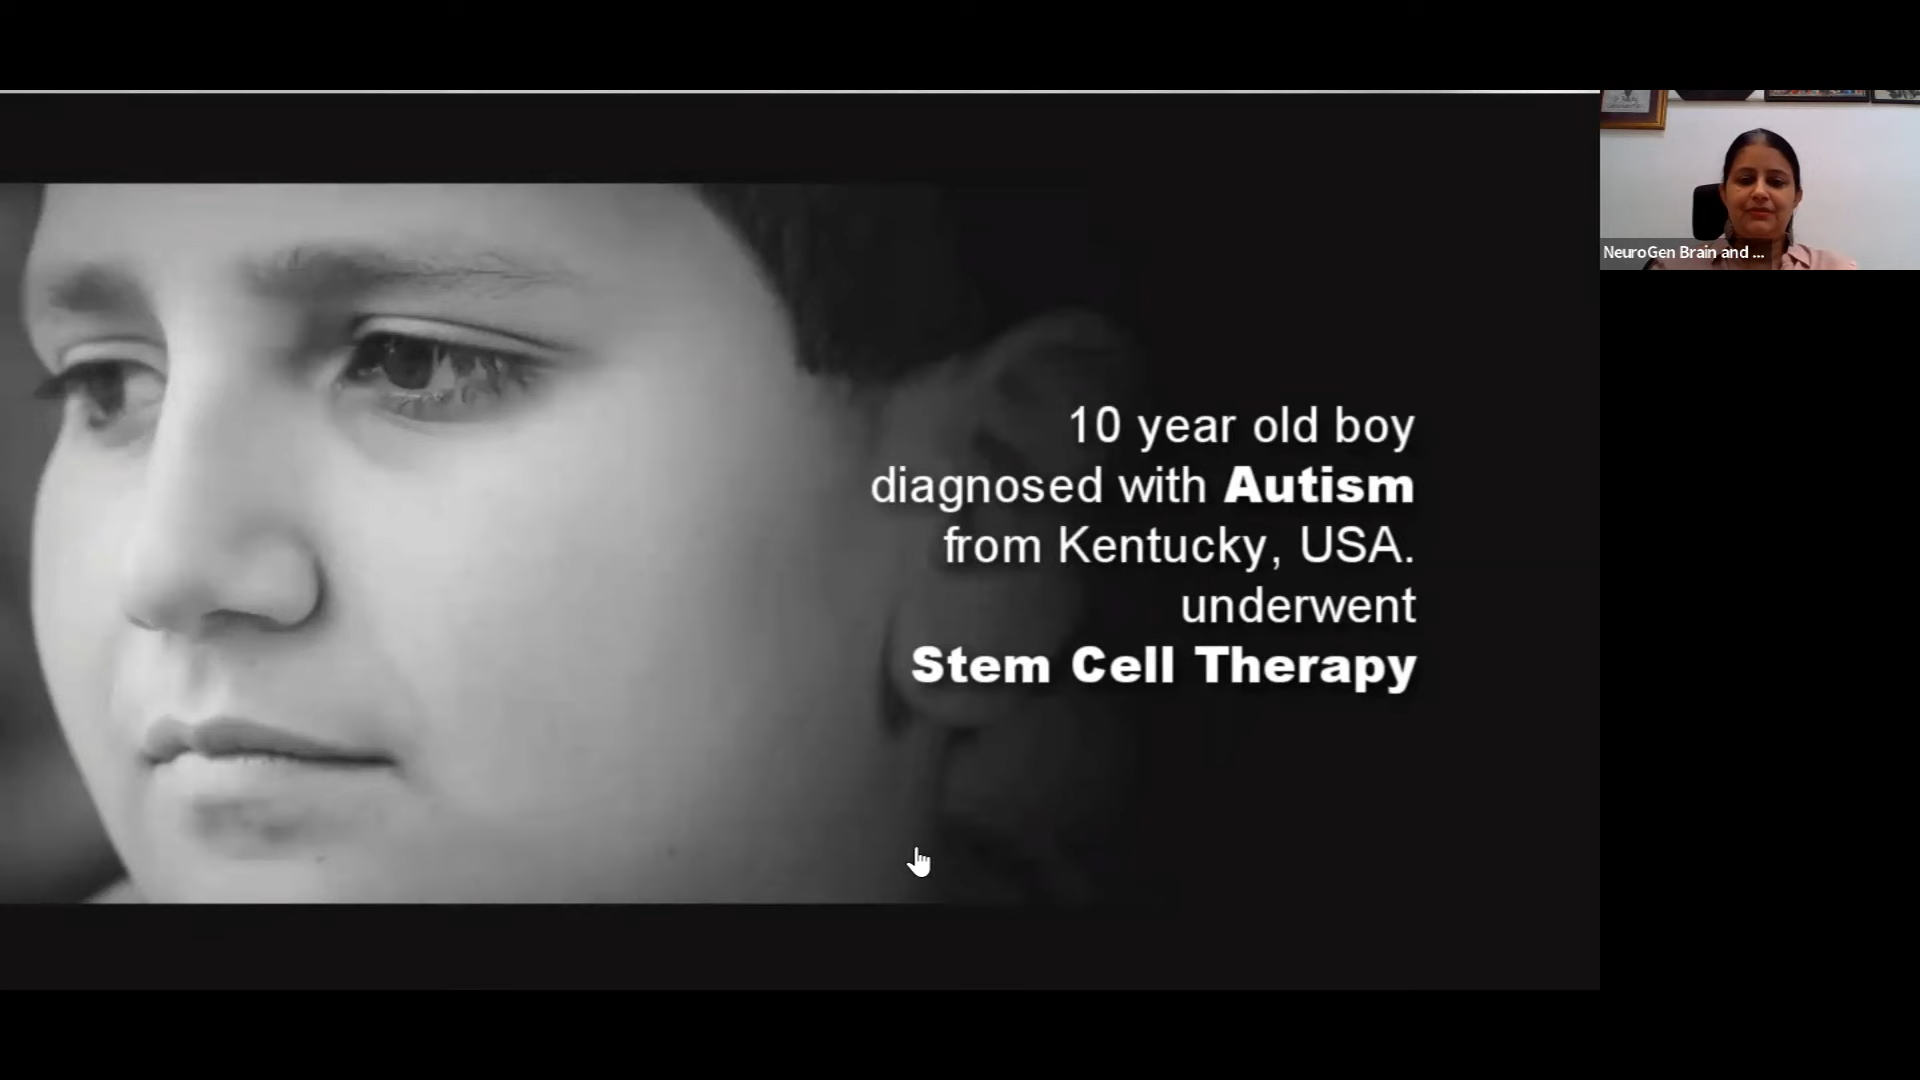 10 year old boy
diagnosed with Autism
from Kentucky, USA.
underwent
Stem Cell Therapy
NeuroGen Brain and ...